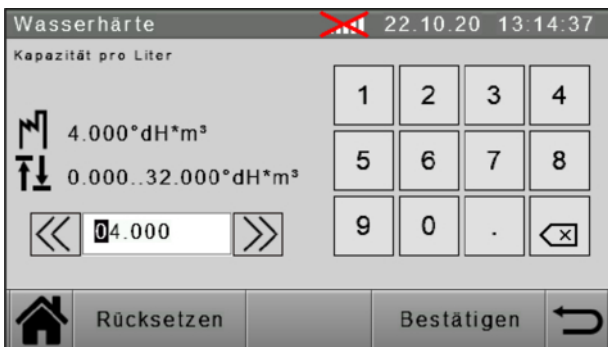 Wasserhärte 22.10.20 13:14:37
Kapazität pro Liter
4.000°dH*m³
0.000..32.000°dH*m³
04.000
1 2 3 4
5 6 7 8
9 0 .
Rücksetzen Bestätigen